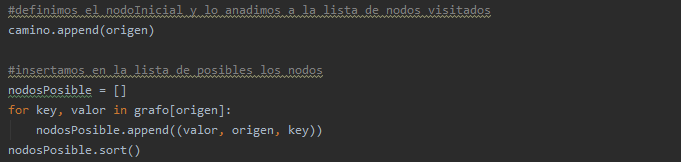 #definimos el nodoInicial y lo anadimos a la lista de nodos visitados
camino.append(origen)
#insertamos en la lista de posibles los nodos
nodosPosible = []
for key, valor in grafo[origen]:
    nodosPosible.append((valor, origen, key))
nodosPosible.sort()